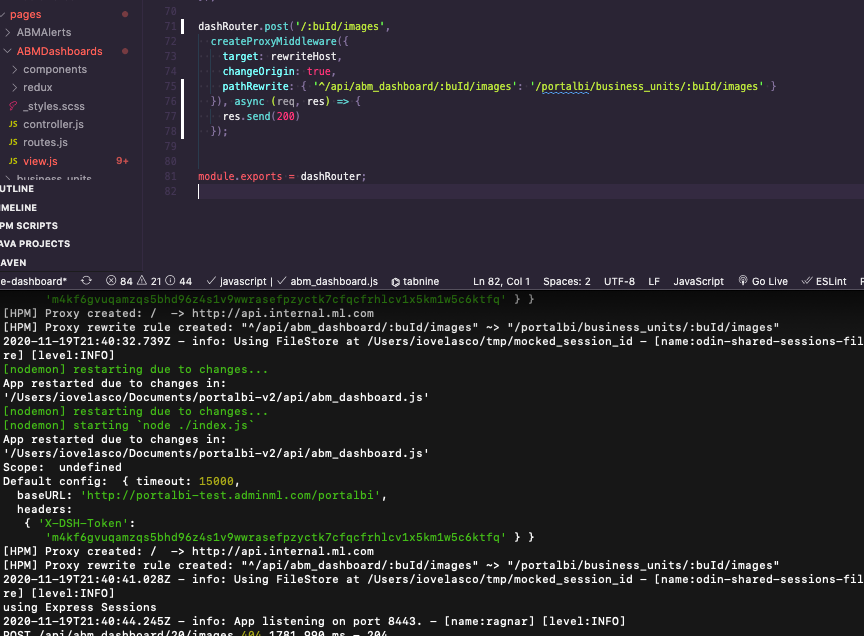 pages
ABMAlerts
ABMDashboards
components
redux
_styles.scss
JS controller.js
JS routes.js
JS view.js 9+
business_units
UTLINE
IMELINE
PM SCRIPTS
AVA PROJECTS
AVEN
70
71 dashRouter.post('/:buId/images',
72 createProxyMiddleware({
73 target: rewriteHost,
74 changeOrigin: true,
75 pathRewrite: { '^/api/abm_dashboard/:buId/images': '/portalbi/business_units/:buId/images' }
76 }), async (req, res) => {
77 res.send(200)
78 });
79
80
81 module.exports = dashRouter;
82
e-dashboard* 84 21 44 javascript | abm_dashboard.js tabnine Ln 82, Col 1 Spaces: 2 UTF-8 LF JavaScript Go Live ESLint
'm4kf6gvuqamzqs5bhd96z4s1v9wwrasefpzyctk7cfqcfrhlcv1x5km1w5c6ktfq' } }
[HPM] Proxy created: / -> http://api.internal.ml.com
[HPM] Proxy rewrite rule created: "^/api/abm_dashboard/:buId/images" ~> "/portalbi/business_units/:buId/images"
2020-11-19T21:40:32.739Z - info: Using FileStore at /Users/iovelasco/tmp/mocked_session_id - [name:odin-shared-sessions-fil
re] [level:INFO]
[nodemon] restarting due to changes...
App restarted due to changes in:
'/Users/iovelasco/Documents/portalbi-v2/api/abm_dashboard.js'
[nodemon] restarting due to changes...
[nodemon] starting `node ./index.js`
App restarted due to changes in:
'/Users/iovelasco/Documents/portalbi-v2/api/abm_dashboard.js'
Scope: undefined
Default config: { timeout: 15000,
baseURL: 'http://portalbi-test.adminml.com/portalbi',
headers:
{ 'X-DSH-Token':
'm4kf6gvuqamzqs5bhd96z4s1v9wwrasefpzyctk7cfqcfrhlcv1x5km1w5c6ktfq' } }
[HPM] Proxy created: / -> http://api.internal.ml.com
[HPM] Proxy rewrite rule created: "^/api/abm_dashboard/:buId/images" ~> "/portalbi/business_units/:buId/images"
2020-11-19T21:40:41.028Z - info: Using FileStore at /Users/iovelasco/tmp/mocked_session_id - [name:odin-shared-sessions-fil
re] [level:INFO]
using Express Sessions
2020-11-19T21:40:44.245Z - info: App listening on port 8443. - [name:ragnar] [level:INFO]
POST /api/abm_dashboard/20/images 404 1781.990 ms - 204